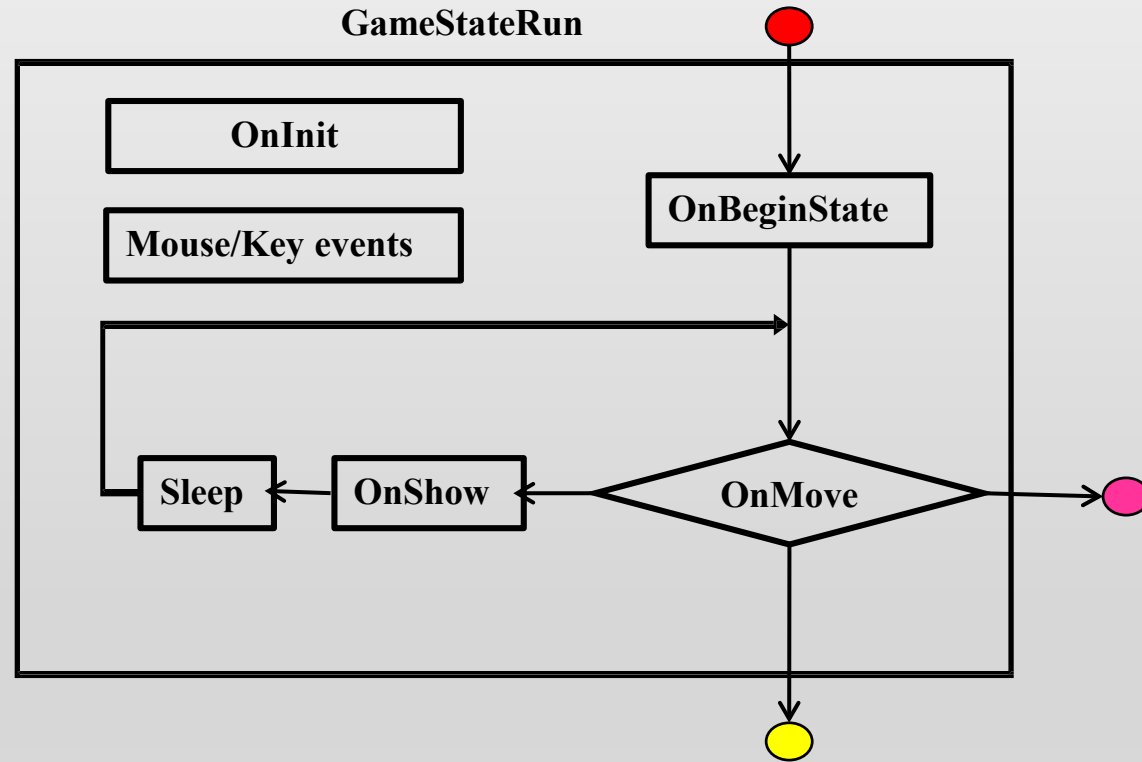 GameStateRun
OnInit
OnBeginState
Mouse/Key events
Sleep
OnShow
OnMove